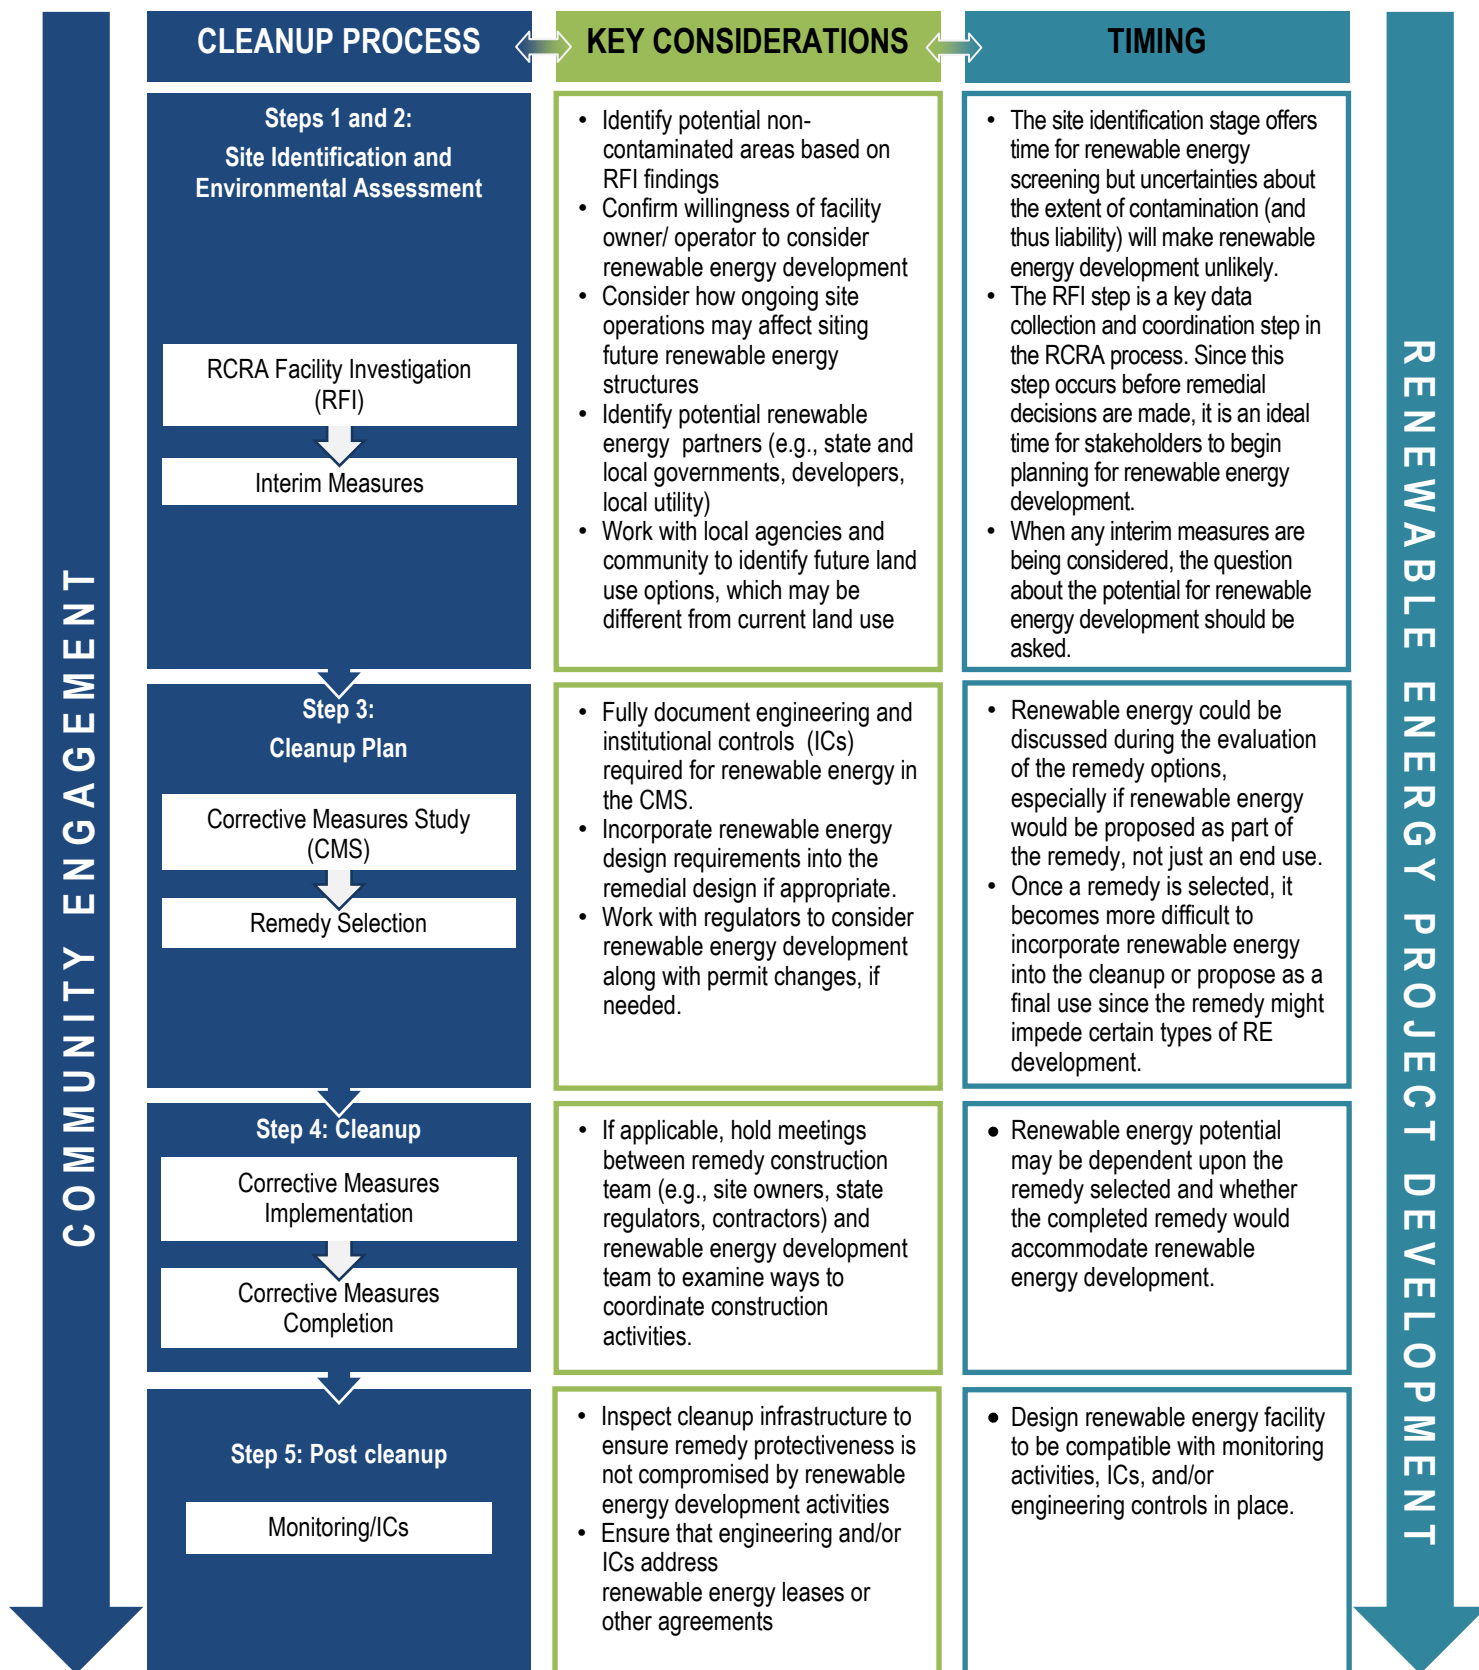 COMMUNITY ENGAGEMENT
CLEANUP PROCESS
KEY CONSIDERATIONS
TIMING
Steps 1 and 2:
Site Identification and
Environmental Assessment
RCRA Facility Investigation
(RFI)
Interim Measures
• Identify potential non-
contaminated areas based on
RFI findings
• Confirm willingness of facility
owner/ operator to consider
renewable energy development
• Consider how ongoing site
operations may affect siting
future renewable energy
structures
• Identify potential renewable
energy partners (e.g., state and
local governments, developers,
local utility)
• Work with local agencies and
community to identify future land
use options, which may be
different from current land use
• The site identification stage offers
time for renewable energy
screening but uncertainties about
the extent of contamination (and
thus liability) will make renewable
energy development unlikely.
• The RFI step is a key data
collection and coordination step in
the RCRA process. Since this
step occurs before remedial
decisions are made, it is an ideal
time for stakeholders to begin
planning for renewable energy
development.
• When any interim measures are
being considered, the question
about the potential for renewable
energy development should be
asked.
Step 3:
Cleanup Plan
Corrective Measures Study
(CMS)
Remedy Selection
• Fully document engineering and
institutional controls (ICs)
required for renewable energy in
the CMS.
• Incorporate renewable energy
design requirements into the
remedial design if appropriate.
• Work with regulators to consider
renewable energy development
along with permit changes, if
needed.
• Renewable energy could be
discussed during the evaluation
of the remedy options,
especially if renewable energy
would be proposed as part of
the remedy, not just an end use.
• Once a remedy is selected, it
becomes more difficult to
incorporate renewable energy
into the cleanup or propose as a
final use since the remedy might
impede certain types of RE
development.
Step 4: Cleanup
Corrective Measures
Implementation
Corrective Measures
Completion
• If applicable, hold meetings
between remedy construction
team (e.g., site owners, state
regulators, contractors) and
renewable energy development
team to examine ways to
coordinate construction
activities.
• Renewable energy potential
may be dependent upon the
remedy selected and whether
the completed remedy would
accommodate renewable
energy development.
Step 5: Post cleanup
Monitoring/ICs
• Inspect cleanup infrastructure to
ensure remedy protectiveness is
not compromised by renewable
energy development activities
• Ensure that engineering and/or
ICs address
renewable energy leases or
other agreements
• Design renewable energy facility
to be compatible with monitoring
activities, ICs, and/or
engineering controls in place.
RENEWABLE ENERGY PROJECT DEVELOPMENT